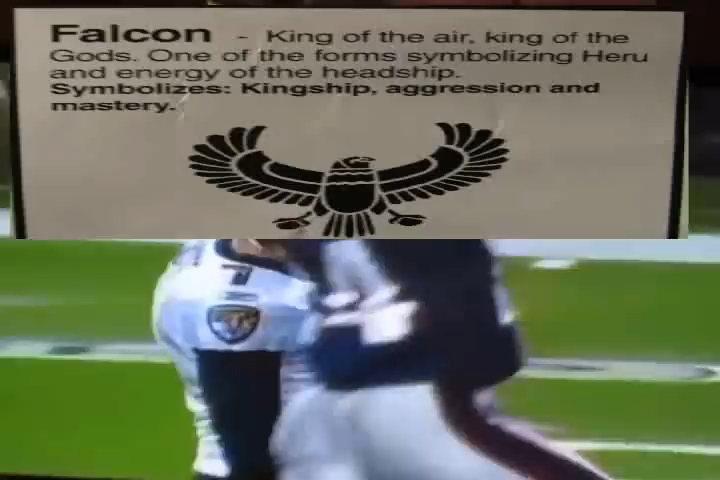 Falcon - King of the air, king of the
Gods. One of the forms symbolizing Heru
and energy of the headship.
Symbolizes: Kingship, aggression and
mastery.